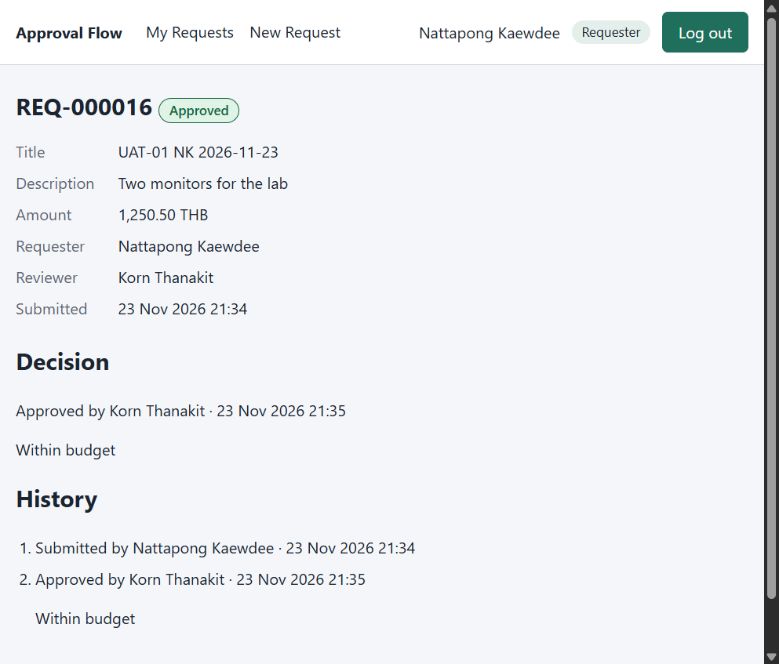 Approval Flow My Requests New Request Nattapong Kaewdee Requester Log out
REQ-000016 Approved
Title UAT-01 NK 2026-11-23
Description Two monitors for the lab
Amount 1,250.50 THB
Requester Nattapong Kaewdee
Reviewer Korn Thanakit
Submitted 23 Nov 2026 21:34
Decision
Approved by Korn Thanakit · 23 Nov 2026 21:35
Within budget
History
1. Submitted by Nattapong Kaewdee · 23 Nov 2026 21:34
2. Approved by Korn Thanakit · 23 Nov 2026 21:35
Within budget